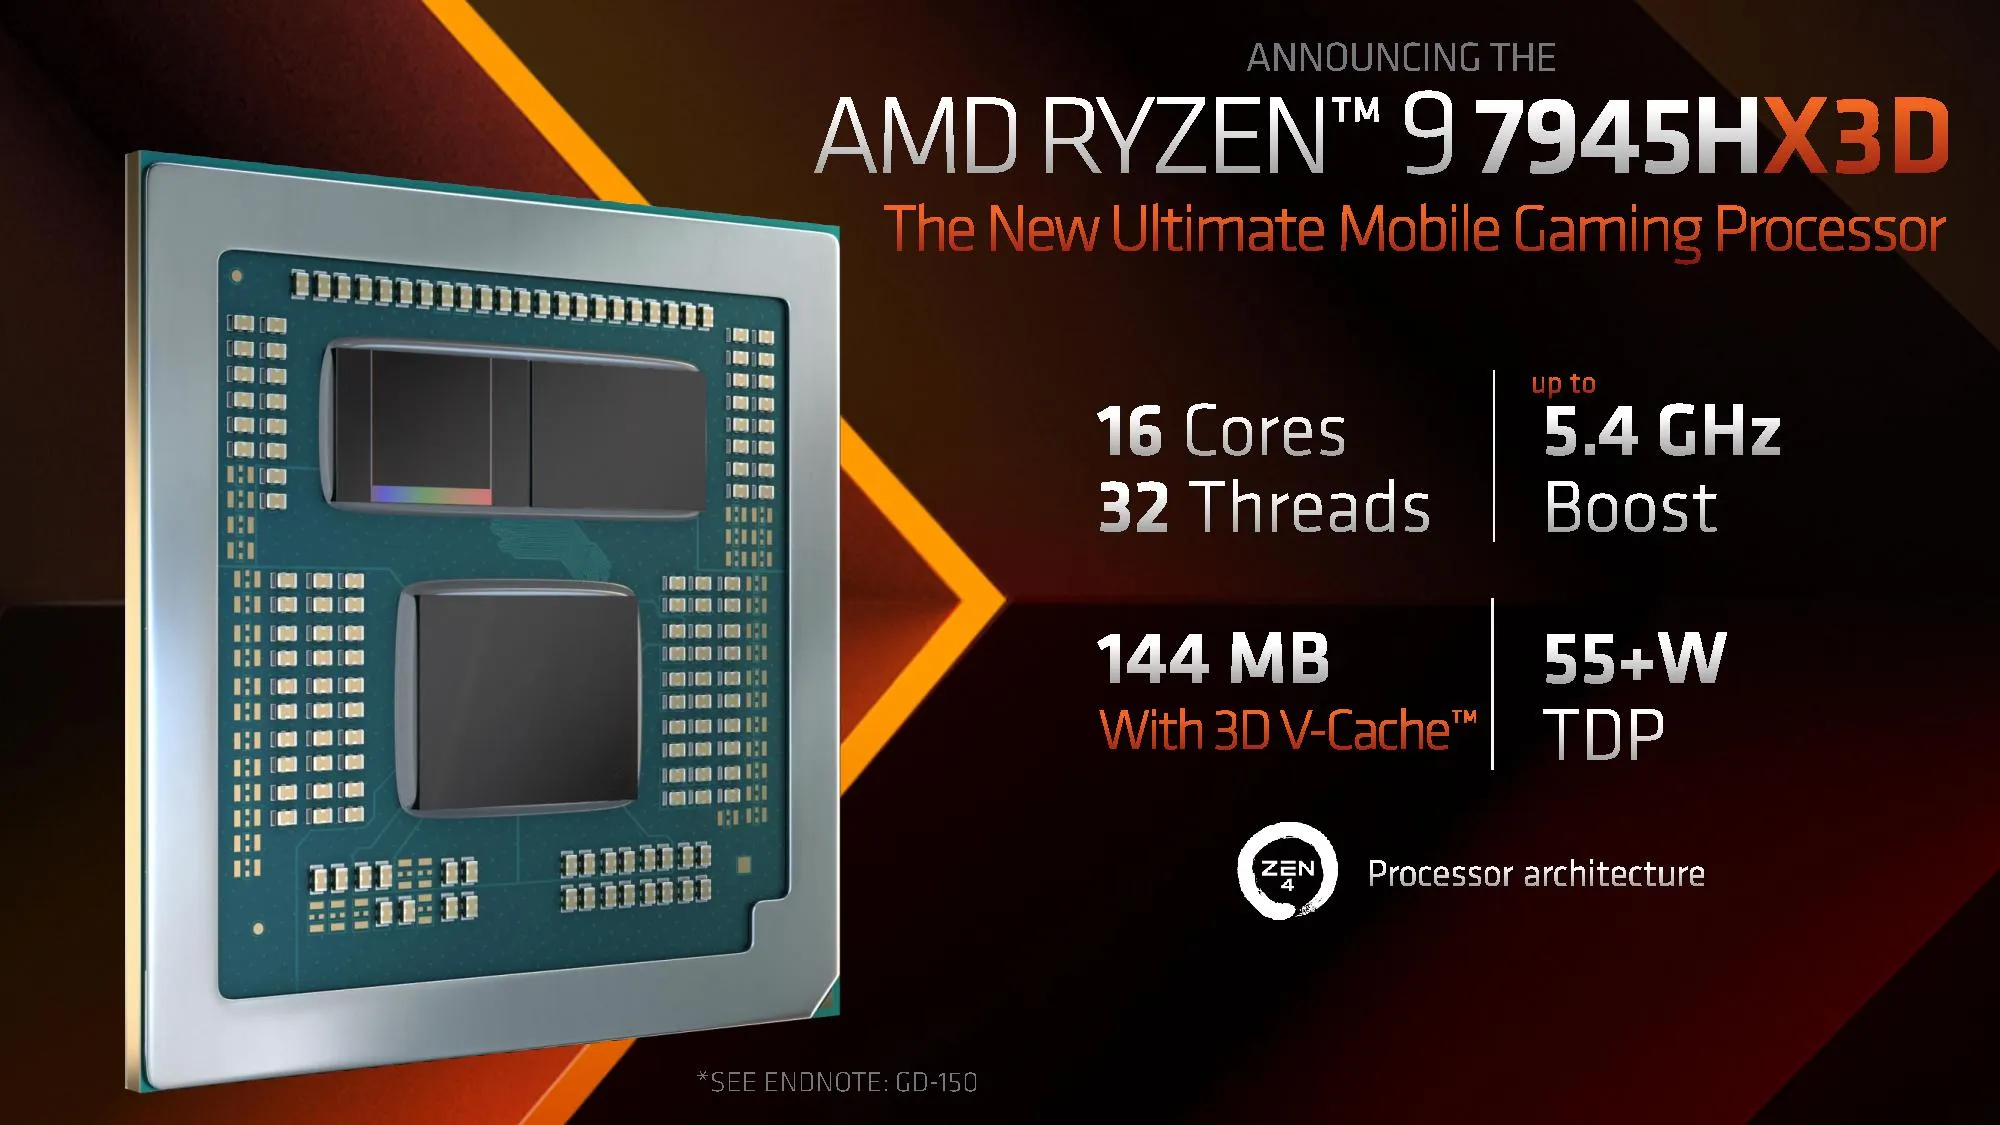 ANNOUNCING THE
AMD RYZEN™ 9 7945HX3D
The New Ultimate Mobile Gaming Processor
16 Cores
32 Threads
up to
5.4 GHz
Boost
144 MB
With 3D V-Cache™
55+W
TDP
ZEN
4
Processor architecture
*SEE ENDNOTE: GD-150